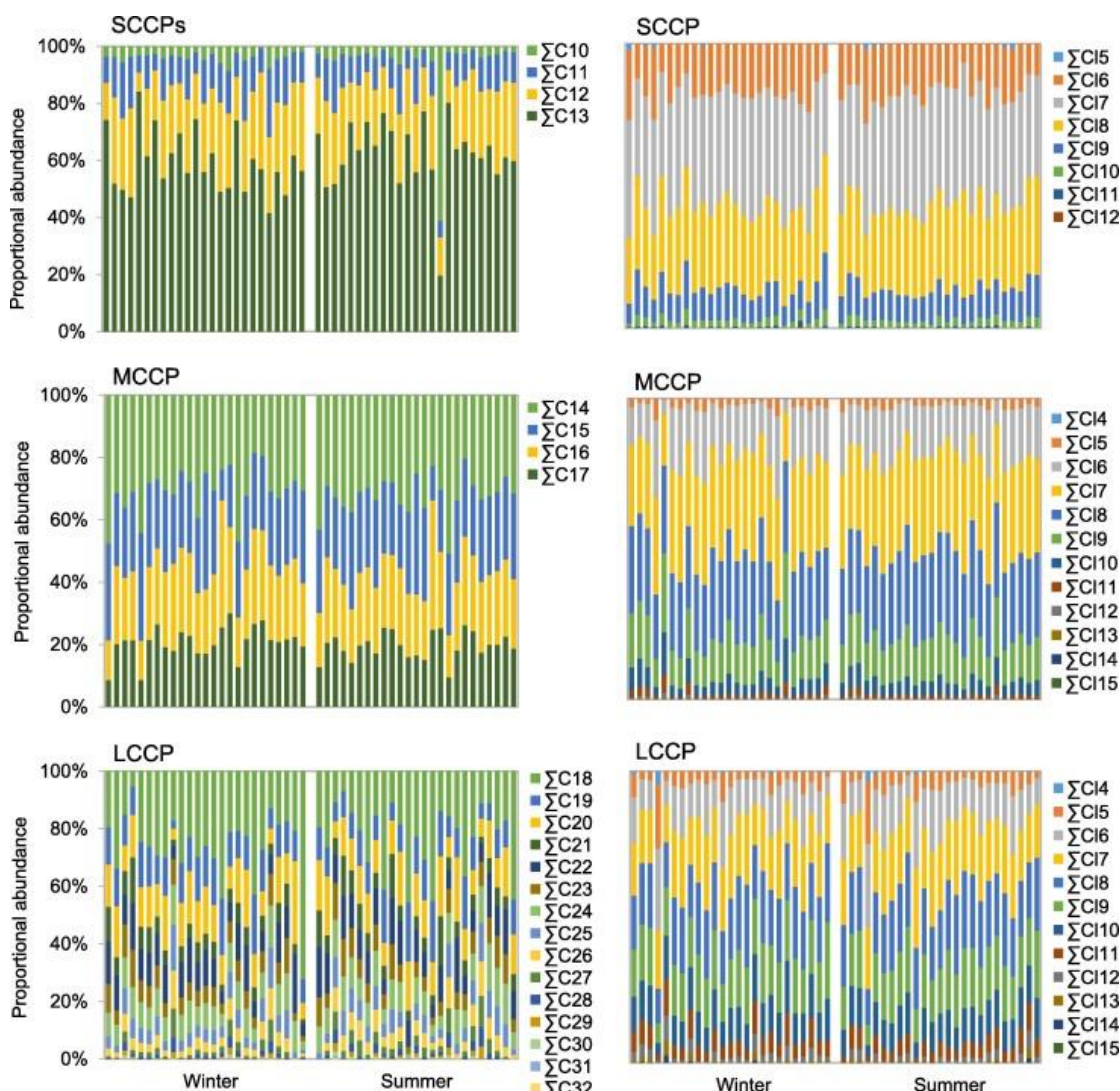 SCCPs
100%
80%
60%
40%
20%
0%
Proportional abundance
∑C10
∑C11
∑C12
∑C13
SCCP
∑Cl5
∑Cl6
∑Cl7
∑Cl8
∑Cl9
∑Cl10
∑Cl11
∑Cl12
MCCP
100%
80%
60%
40%
20%
0%
Proportional abundance
∑C14
∑C15
∑C16
∑C17
MCCP
∑Cl4
∑Cl5
∑Cl6
∑Cl7
∑Cl8
∑Cl9
∑Cl10
∑Cl11
∑Cl12
∑Cl13
∑Cl14
∑Cl15
LCCP
100%
80%
60%
40%
20%
0%
Proportional abundance
Winter
Summer
∑C18
∑C19
∑C20
∑C21
∑C22
∑C23
∑C24
∑C25
∑C26
∑C27
∑C28
∑C29
∑C30
∑C31
∑C32
LCCP
∑Cl4
∑Cl5
∑Cl6
∑Cl7
∑Cl8
∑Cl9
∑Cl10
∑Cl11
∑Cl12
∑Cl13
∑Cl14
∑Cl15
Winter
Summer